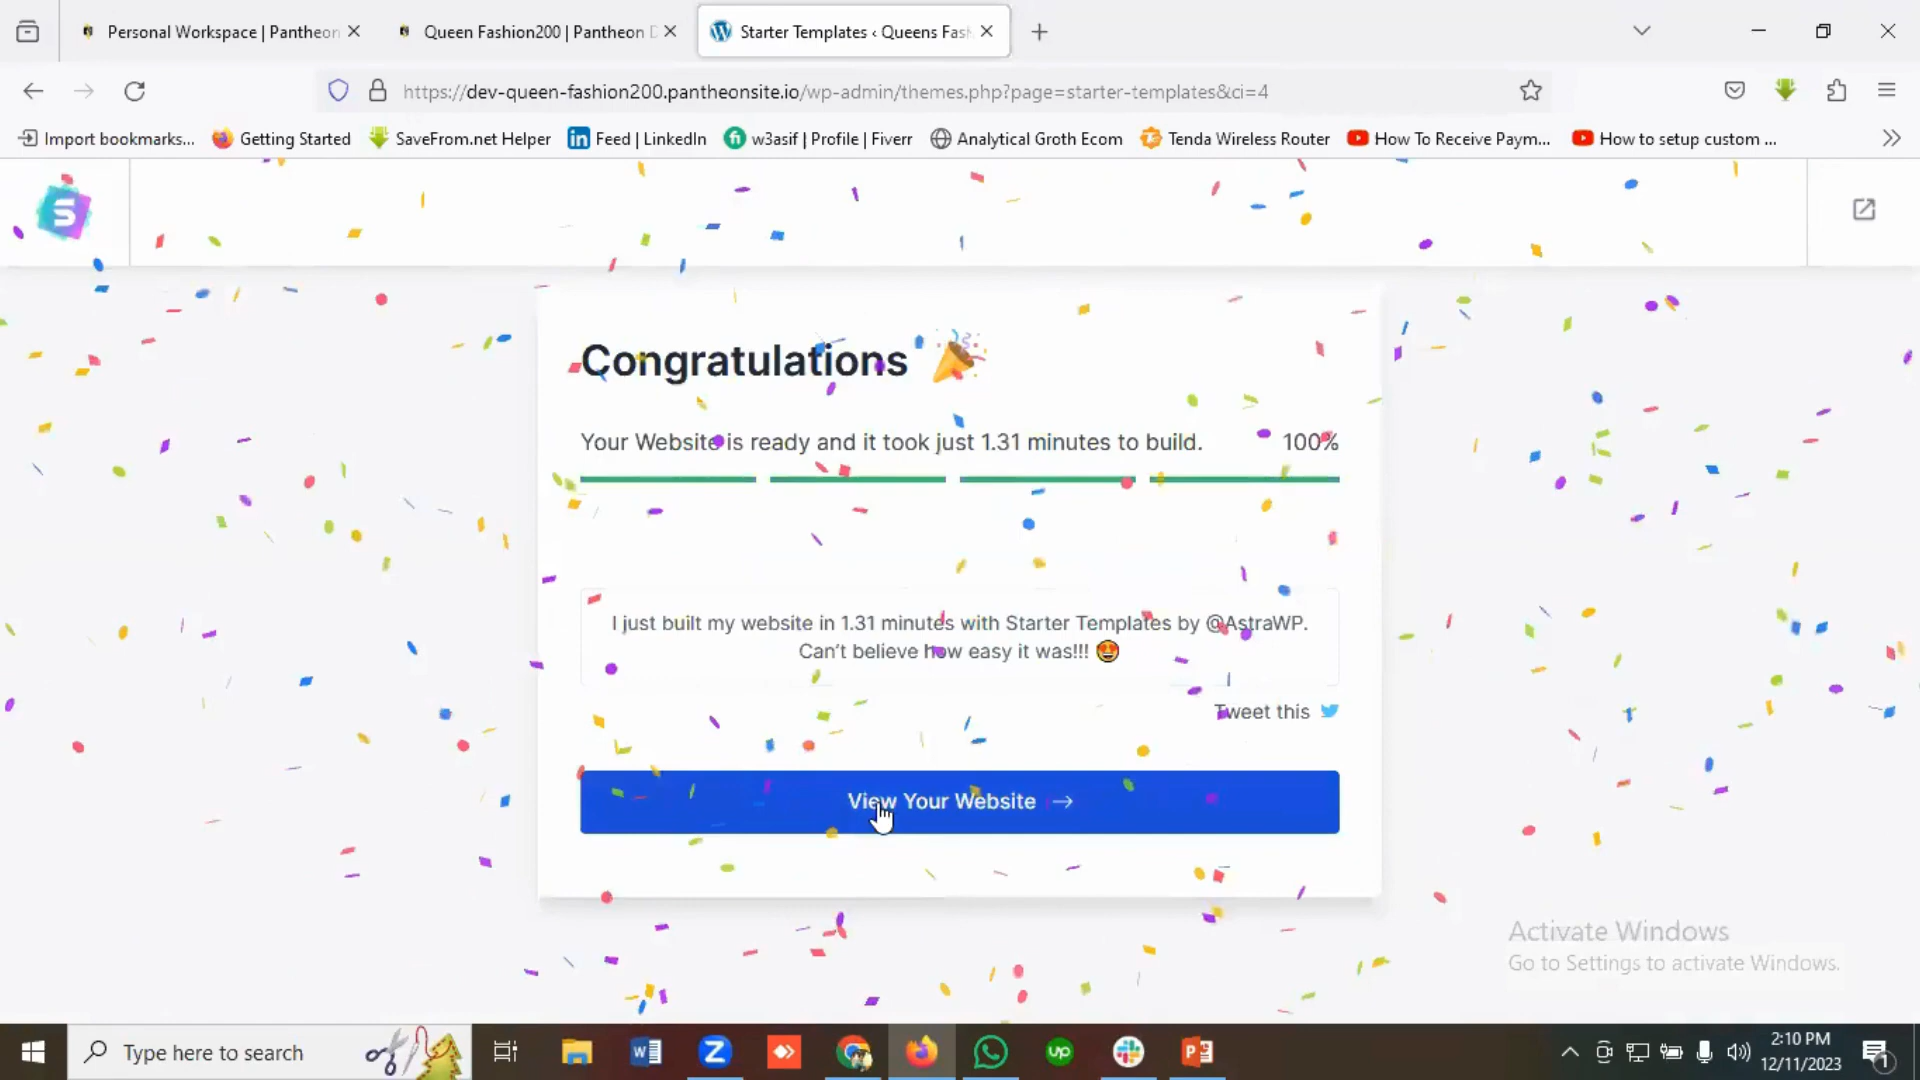 Personal Workspace | Pantheon
Queen Fashion200 | Pantheon D
Starter Templates ‹ Queens Fash
https://dev-queen-fashion200.pantheonsite.io/wp-admin/themes.php?page=starter-templates&ci=4
Import bookmarks...
Getting Started
SaveFrom.net Helper
Feed | LinkedIn
w3asif | Profile | Fiverr
Analytical Groth Ecom
Tenda Wireless Router
How To Receive Paym...
How to setup custom ...
Congratulations 🎉
Your Website is ready and it took just 1.31 minutes to build.
100%
I just built my website in 1.31 minutes with Starter Templates by @AstraWP.
Can’t believe how easy it was!!! 🤩
Tweet this
View Your Website →
Activate Windows
Go to Settings to activate Windows.
Type here to search
2:10 PM
12/11/2023
1